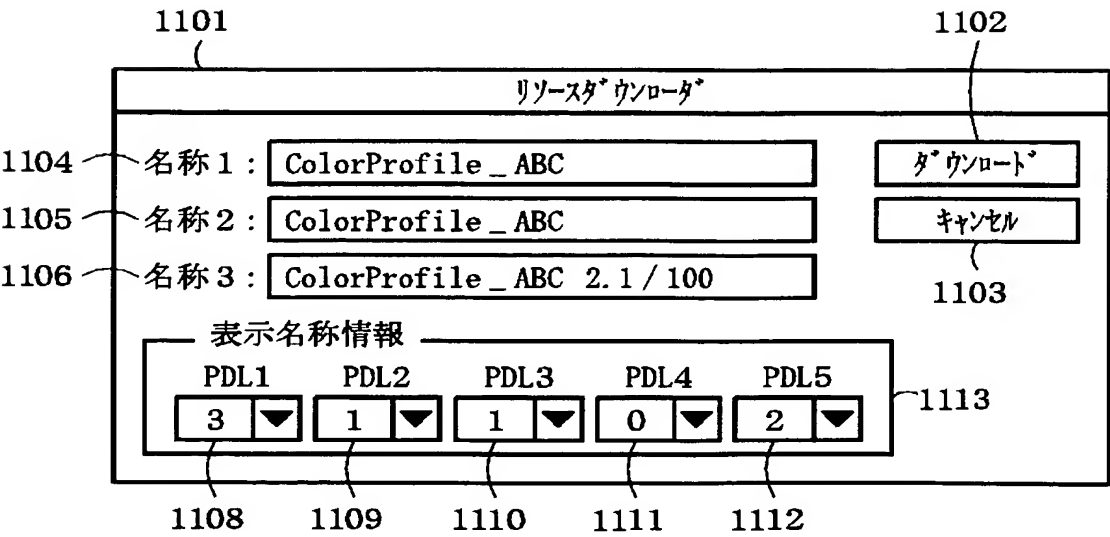 1101 1102
ﾘｿｰｽﾀﾞｳﾝﾛｰﾀﾞ
1104 名称1: ColorProfile_ABC ﾀﾞｳﾝﾛｰﾄﾞ
1105 名称2: ColorProfile_ABC ｷｬﾝｾﾙ
1106 名称3: ColorProfile_ABC 2.1/100 1103
表示名称情報
PDL1 PDL2 PDL3 PDL4 PDL5
3 1 1 0 2 1113
1108 1109 1110 1111 1112